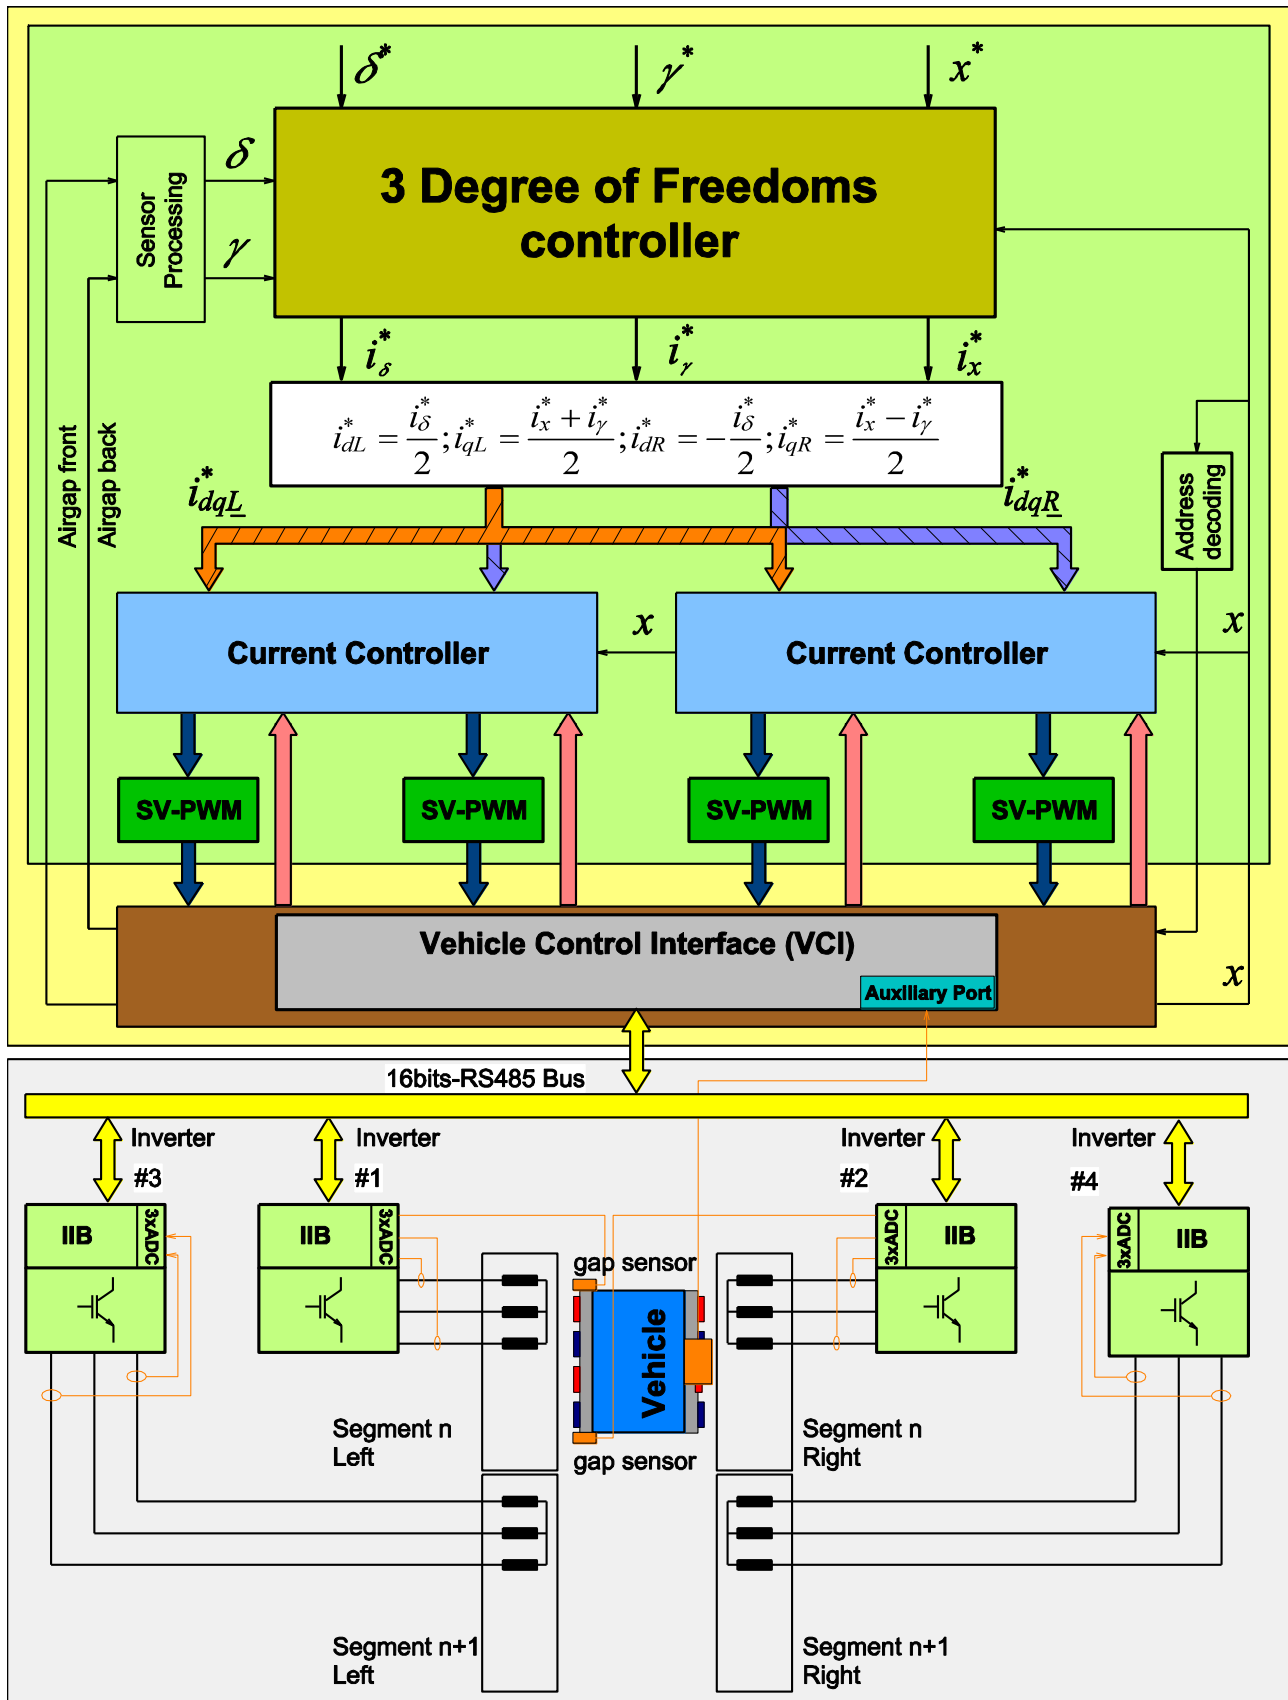 δ*
γ*
x*
3 Degree of Freedoms
controller
Sensor
Processing
δ
γ
i*δ
i*γ
i*x
i*dL = i*δ/2; i*qL = (i*x + i*γ)/2; i*dR = −i*δ/2; i*qR = (i*x − i*γ)/2
Airgap front
Airgap back
i*dqL
i*dqR
Address
decoding
Current Controller
x
Current Controller
x
SV-PWM
SV-PWM
SV-PWM
SV-PWM
Vehicle Control Interface (VCI)
Auxillary Port
x
16bits-RS485 Bus
Inverter
#3
Inverter
#1
Inverter
#2
Inverter
#4
IIB
3xADC
IIB
3xADC
3xADC
IIB
3xADC
IIB
gap sensor
Vehicle
gap sensor
Segment n
Left
Segment n
Right
Segment n+1
Left
Segment n+1
Right